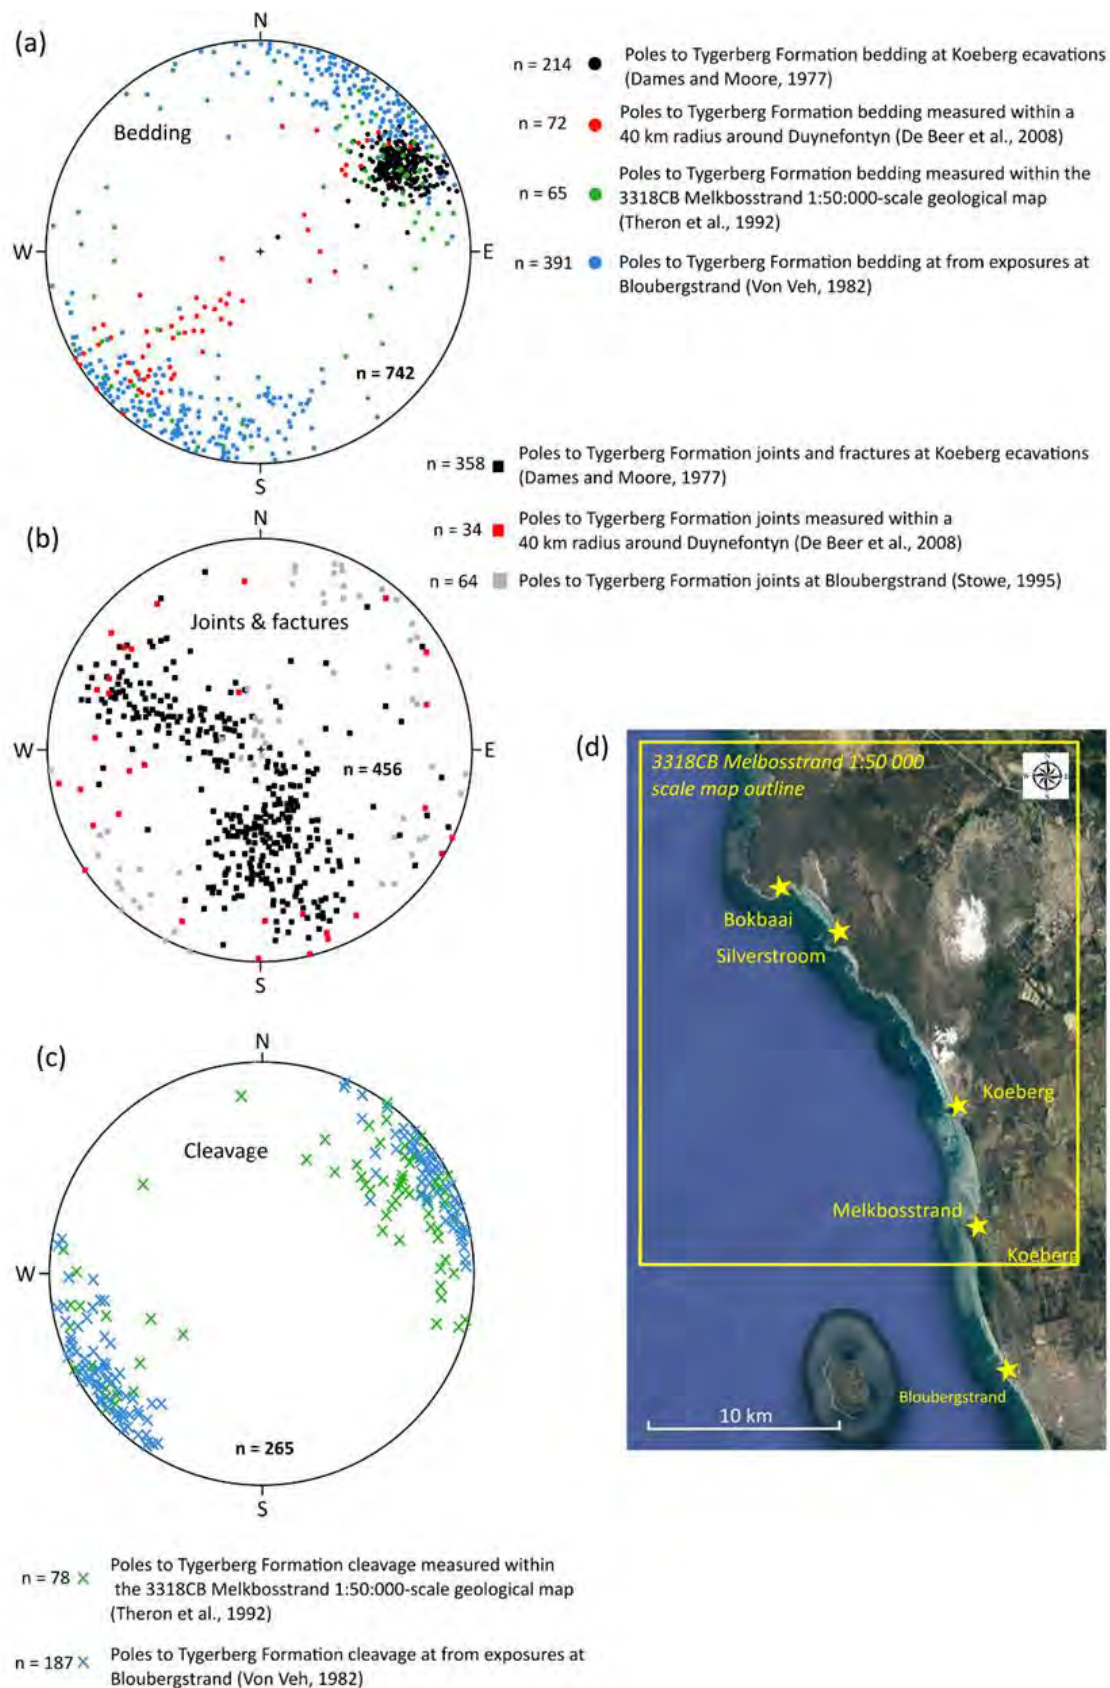 (a)
N
Bedding
W
E
n = 742
S
n = 214 Poles to Tygerberg Formation bedding at Koeberg ecavations
(Dames and Moore, 1977)
n = 72 Poles to Tygerberg Formation bedding measured within a
40 km radius around Duynefontyn (De Beer et al., 2008)
n = 65 Poles to Tygerberg Formation bedding measured within the
3318CB Melkbosstrand 1:50:000-scale geological map
(Theron et al., 1992)
n = 391 Poles to Tygerberg Formation bedding at from exposures at
Bloubergstrand (Von Veh, 1982)
n = 358 Poles to Tygerberg Formation joints and fractures at Koeberg ecavations
(Dames and Moore, 1977)
n = 34 Poles to Tygerberg Formation joints measured within a
40 km radius around Duynefontyn (De Beer et al., 2008)
n = 64 Poles to Tygerberg Formation joints at Bloubergstrand (Stowe, 1995)
(b)
N
Joints & factures
W
E
n = 456
S
(d)
3318CB Melbosstrand 1:50 000
scale map outline
Bokbaai
Silverstroom
Koeberg
Melkbosstrand
Koeberg
Bloubergstrand
10 km
(c)
N
Cleavage
W
n = 265
S
n = 78 Poles to Tygerberg Formation cleavage measured within
the 3318CB Melkbosstrand 1:50:000-scale geological map
(Theron et al., 1992)
n = 187 Poles to Tygerberg Formation cleavage at from exposures at
Bloubergstrand (Von Veh, 1982)